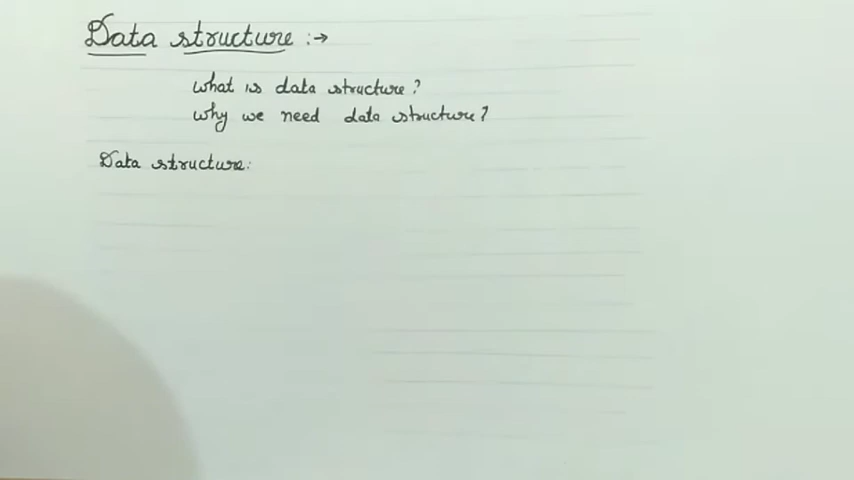 Data structure :→
What is data structure?
Why we need data structure?
Data structure: